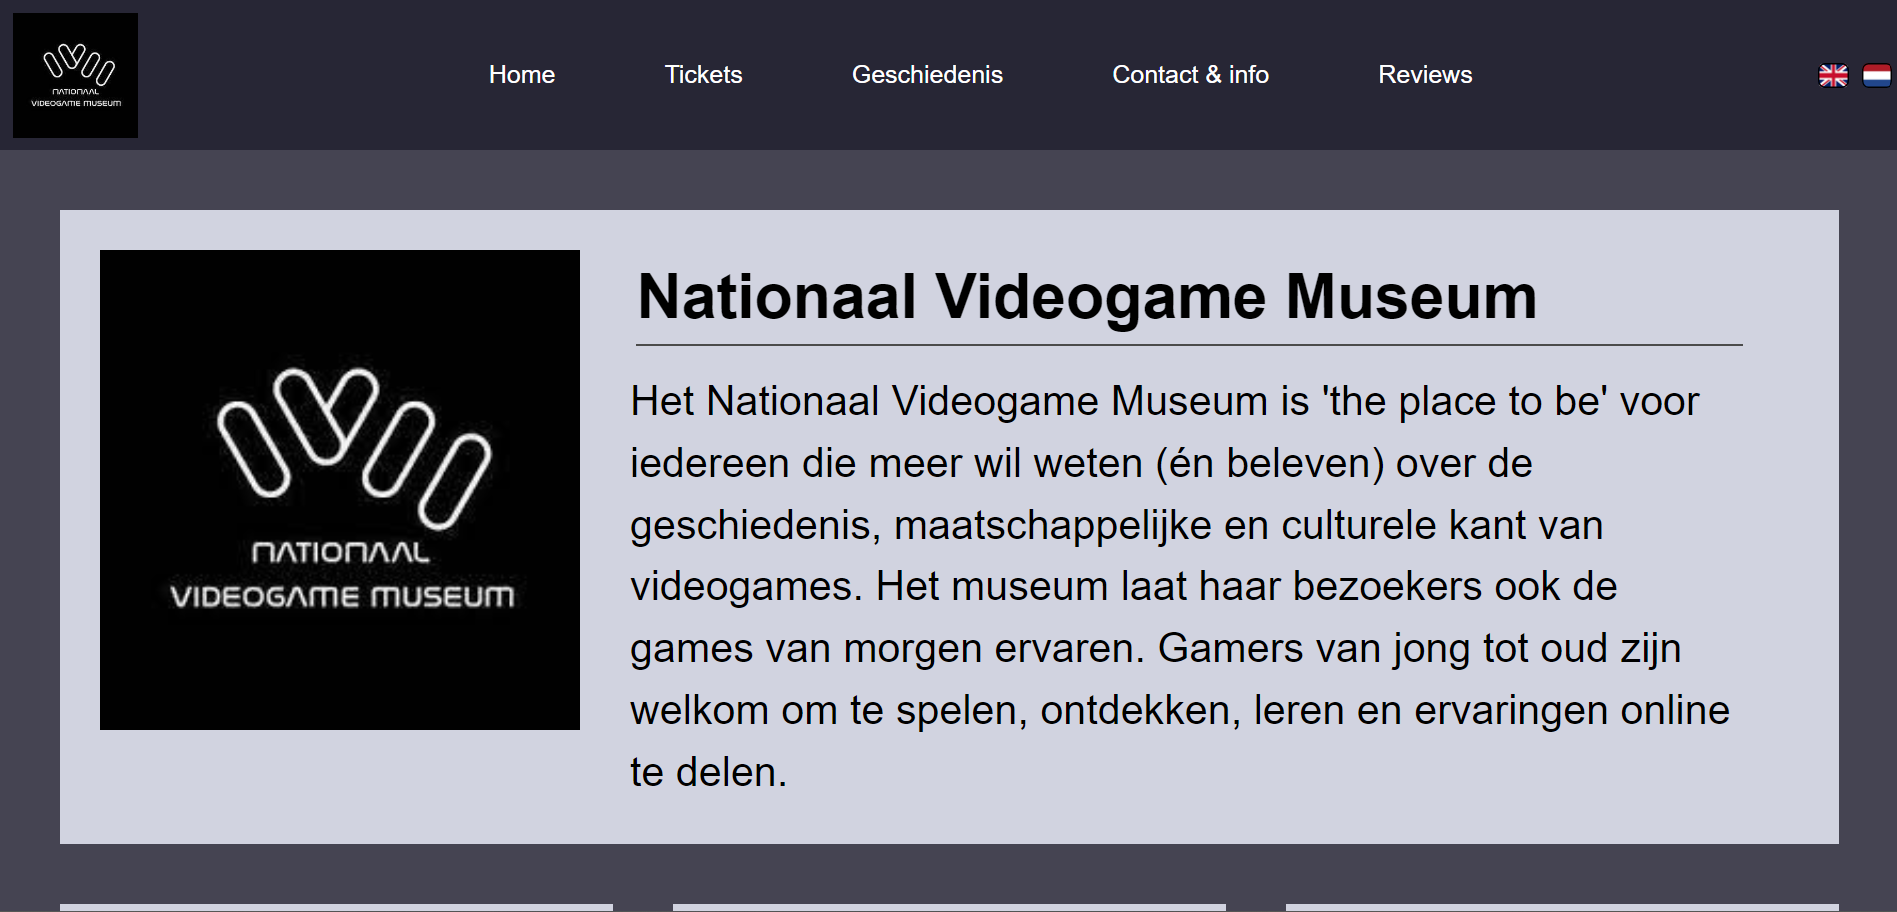 NATIONAAL
VIDEOGAME MUSEUM
Home
Tickets
Geschiedenis
Contact & info
Reviews
NATIONAAL
VIDEOGAME MUSEUM
Nationaal Videogame Museum
Het Nationaal Videogame Museum is 'the place to be' voor
iedereen die meer wil weten (én beleven) over de
geschiedenis, maatschappelijke en culturele kant van
videogames. Het museum laat haar bezoekers ook de
games van morgen ervaren. Gamers van jong tot oud zijn
welkom om te spelen, ontdekken, leren en ervaringen online
te delen.